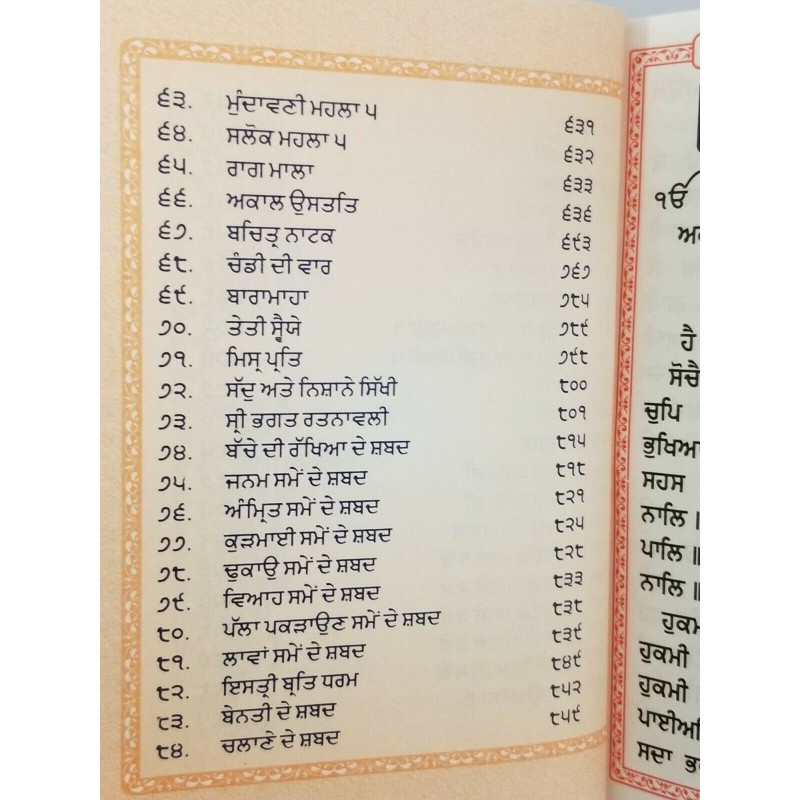 ੬੩. ਮੁੰਦਾਵਣੀ ਮਹਲਾ ੫ ੬੩੧
੬੪. ਸਲੋਕ ਮਹਲਾ ੫ ੬੩੨
੬੫. ਰਾਗ ਮਾਲਾ ੬੩੩
੬੬. ਅਕਾਲ ਉਸਤਤਿ ੬੩੬
੬੭. ਬਚਿਤ੍ਰ ਨਾਟਕ ੬੯੩
੬੮. ਚੰਡੀ ਦੀ ਵਾਰ ੭੬੭
੬੯. ਬਾਰਾਮਾਹਾ ੭੮੫
੭੦. ਤੇਤੀ ਸ੍ਵੈਯੇ ੭੮੯
੭੧. ਮਿਸ੍ਰ ਪ੍ਰਤਿ ੭੯੮
੭੨. ਸੱਦੁ ਅਤੇ ਨਿਸ਼ਾਨੇ ਸਿੱਖੀ ੮੦੦
੭੩. ਸ੍ਰੀ ਭਗਤ ਰਤਨਾਵਲੀ ੮੦੧
੭੪. ਬੱਚੇ ਦੀ ਰੱਖਿਆ ਦੇ ਸ਼ਬਦ ੮੧੫
੭੫. ਜਨਮ ਸਮੇਂ ਦੇ ਸ਼ਬਦ ੮੧੮
੭੬. ਅੰਮ੍ਰਿਤ ਸਮੇਂ ਦੇ ਸ਼ਬਦ ੮੨੧
੭੭. ਕੁੜਮਾਈ ਸਮੇਂ ਦੇ ਸ਼ਬਦ ੮੨੫
੭੮. ਢੁਕਾਉ ਸਮੇਂ ਦੇ ਸ਼ਬਦ ੮੨੮
੭੯. ਵਿਆਹ ਸਮੇਂ ਦੇ ਸ਼ਬਦ ੮੩੩
੮੦. ਪੱਲਾ ਪਕੜਾਉਣ ਸਮੇਂ ਦੇ ਸ਼ਬਦ ੮੩੮
੮੧. ਲਾਵਾਂ ਸਮੇਂ ਦੇ ਸ਼ਬਦ ੮੩੯
੮੨. ਇਸਤ੍ਰੀ ਬ੍ਰਤਿ ਧਰਮ ੮੪੯
੮੩. ਬੇਨਤੀ ਦੇ ਸ਼ਬਦ ੮੫੨
੮੪. ਚਲਾਣੇ ਦੇ ਸ਼ਬਦ ੮੫੯
੧ਓ
ਹੈ
ਸੋਚੈ
ਚੁਪਿ
ਭੁਖਿਆ
ਸਹਸ
ਨਾਲਿ
ਪਾਲਿ ॥
ਨਾਲਿ ॥
ਹੁਕਮੀ
ਹੁਕਮੀ
ਸਦਾ